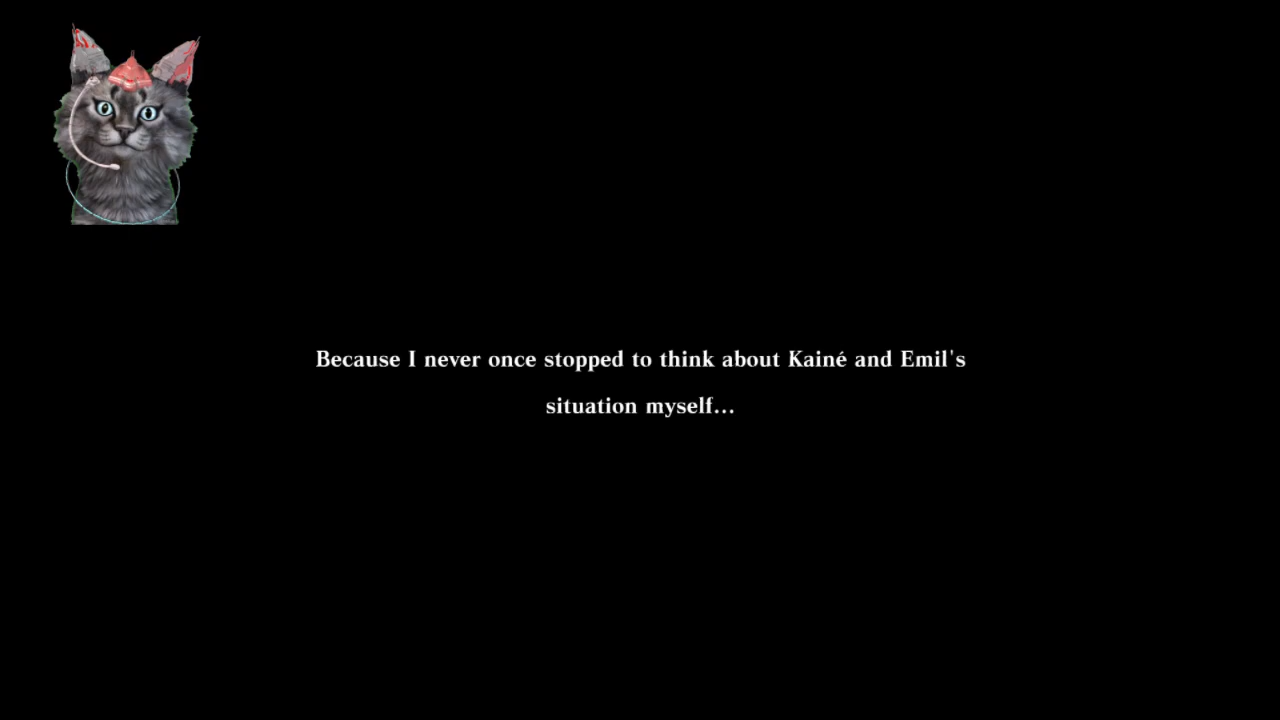 Because I never once stopped to think about Kainé and Emil's
situation myself...